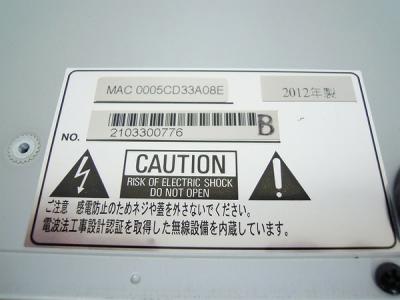 MAC 0005CD33A08E
2012年製
NO.
2103300776
B
CAUTION
RISK OF ELECTRIC SHOCK
DO NOT OPEN
ご注意 感電防止のためネジや蓋を外さないでください。
電波法工事設計認証を取得した無線設備を内蔵しています。